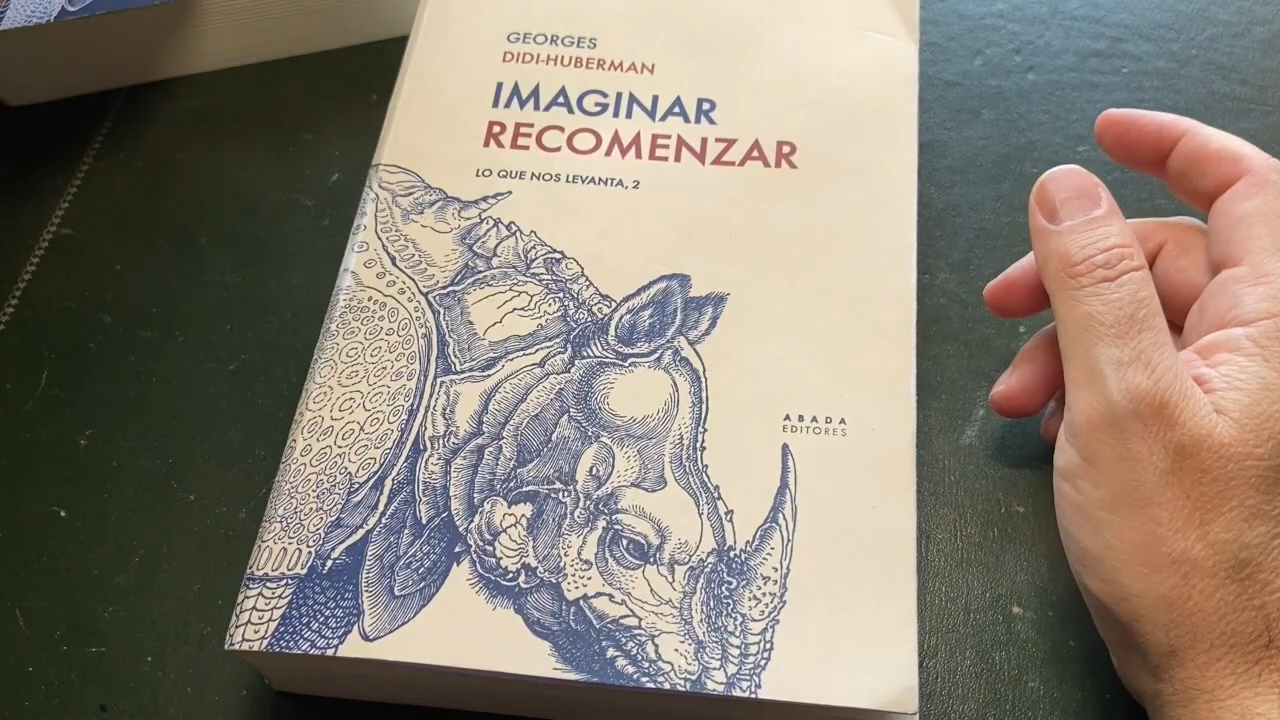 GEORGES
DIDI-HUBERMAN
IMAGINAR
RECOMENZAR
LO QUE NOS LEVANTA, 2
ABADA
EDITORES